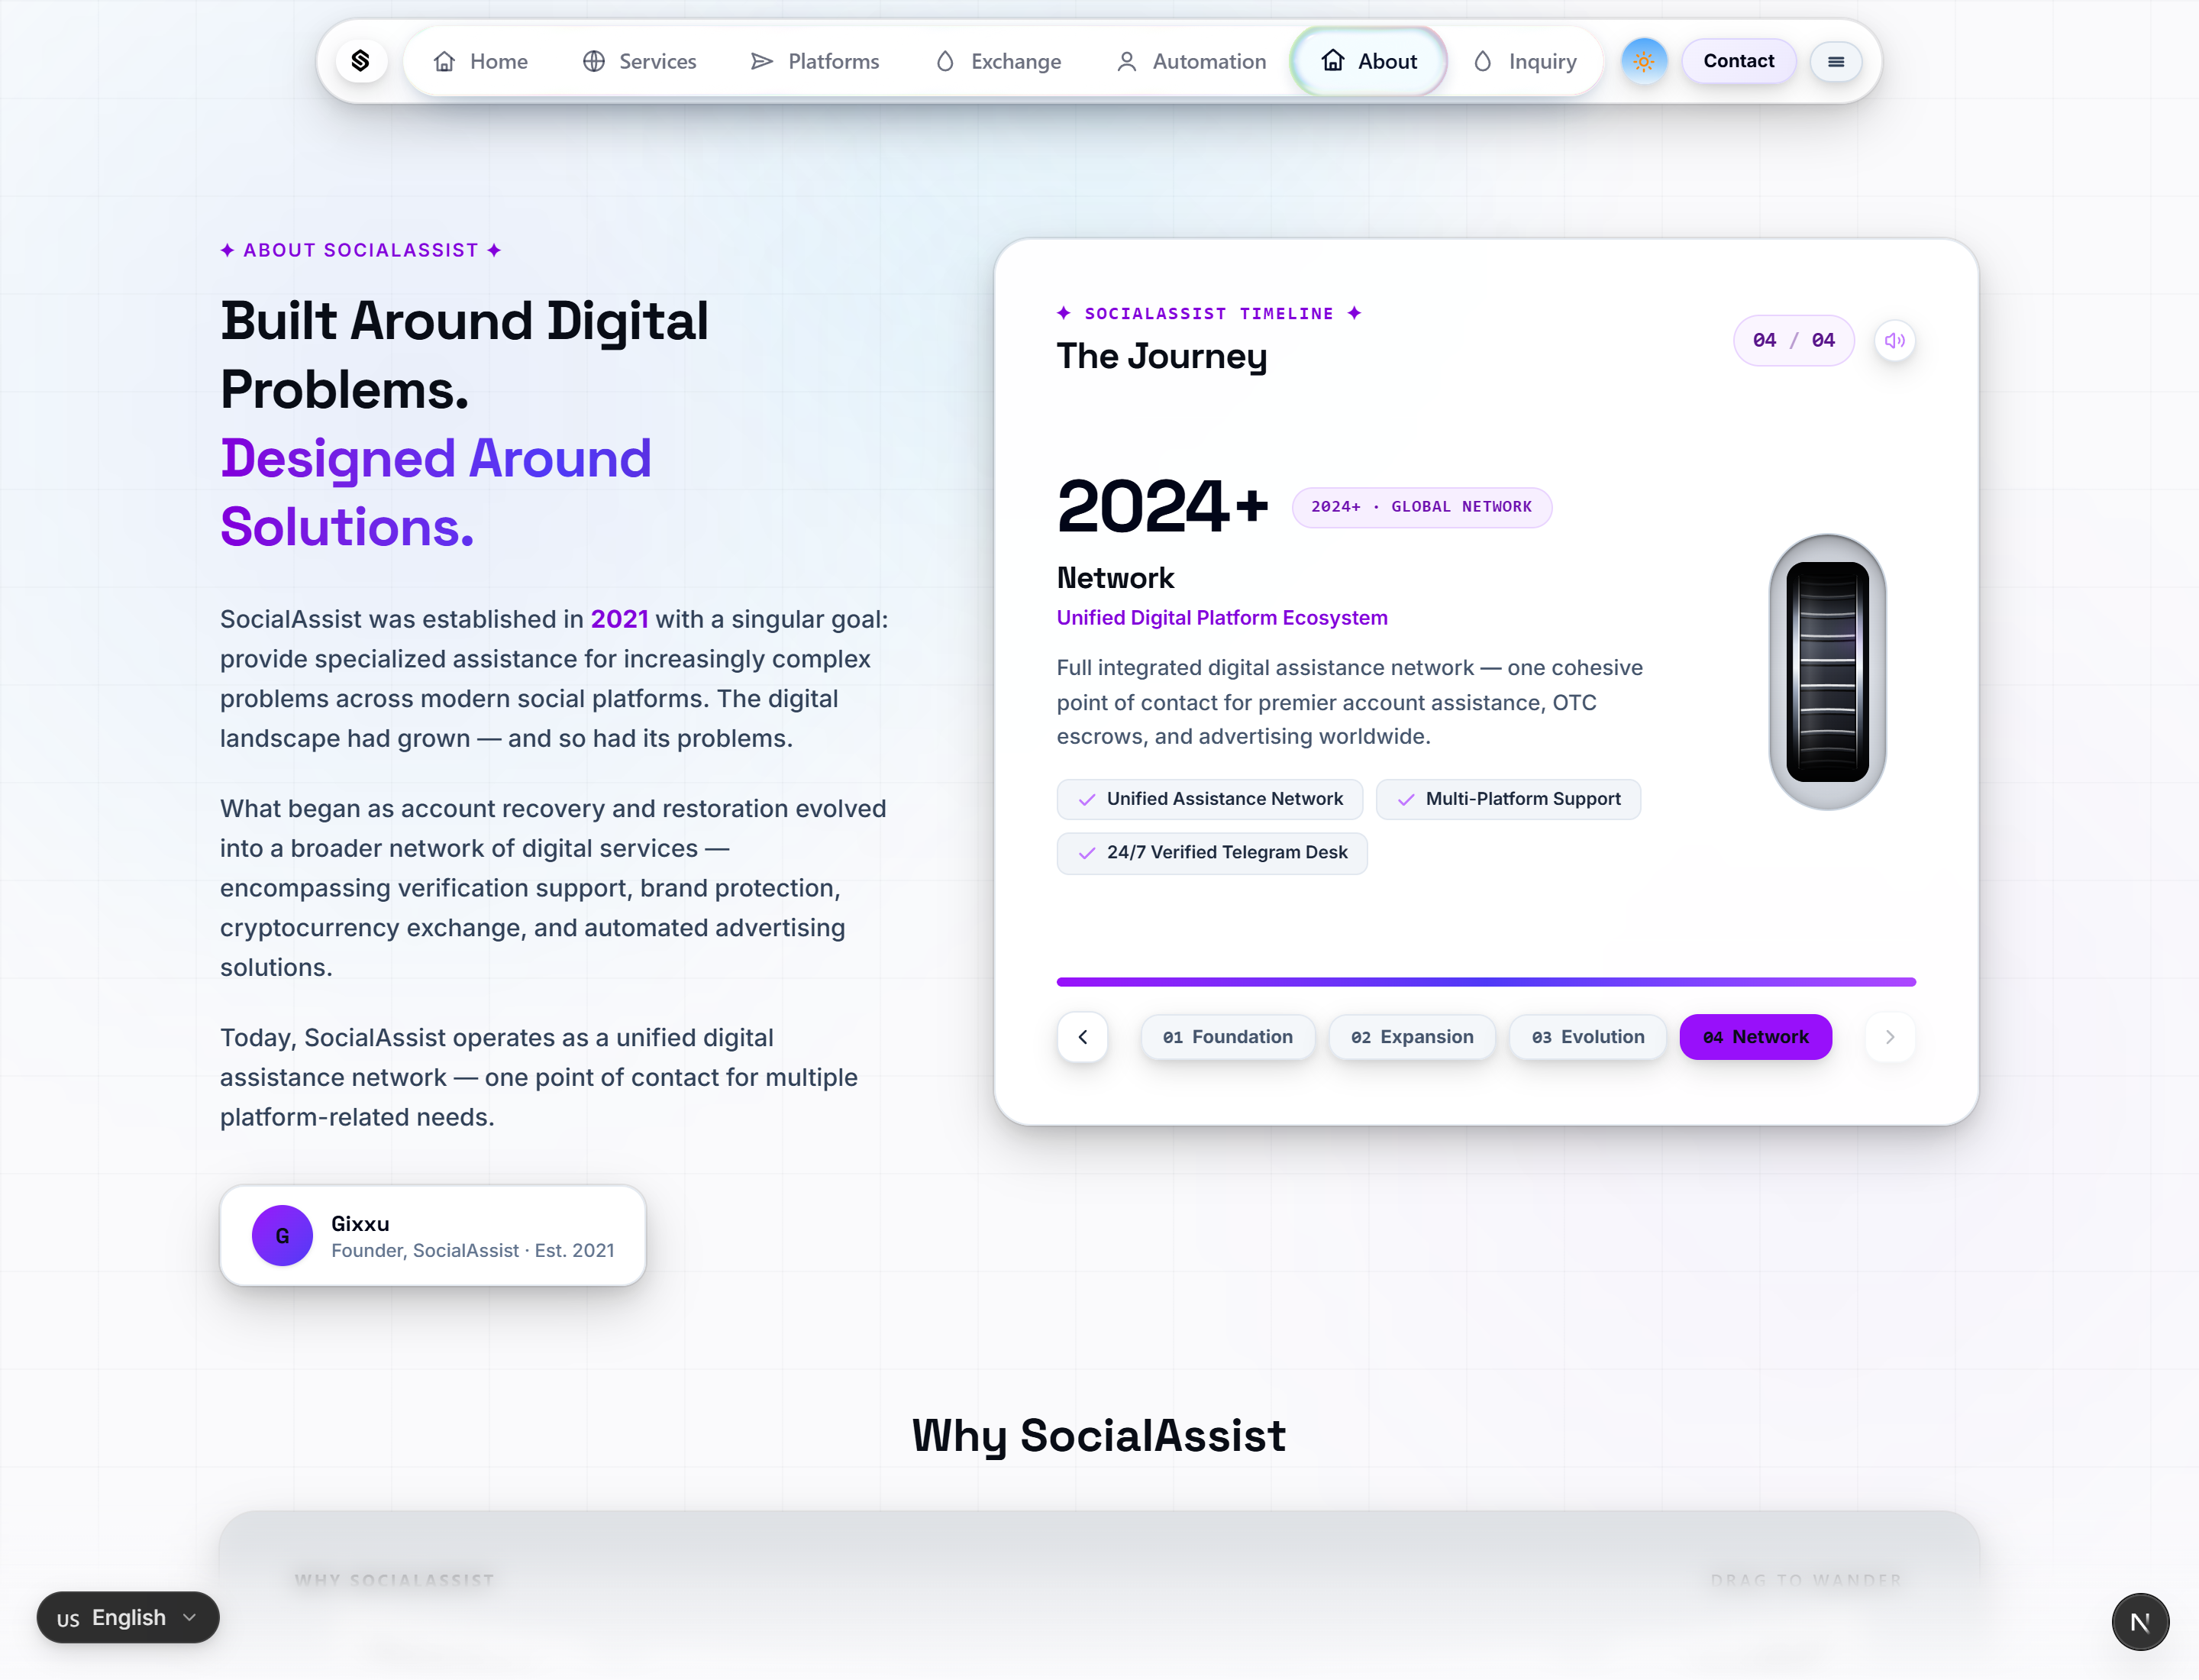 Home Services Platforms Exchange Automation About Inquiry Contact
✦ ABOUT SOCIALASSIST ✦
Built Around Digital
Problems.
Designed Around
Solutions.
SocialAssist was established in 2021 with a singular goal:
provide specialized assistance for increasingly complex
problems across modern social platforms. The digital
landscape had grown — and so had its problems.
What began as account recovery and restoration evolved
into a broader network of digital services —
encompassing verification support, brand protection,
cryptocurrency exchange, and automated advertising
solutions.
Today, SocialAssist operates as a unified digital
assistance network — one point of contact for multiple
platform-related needs.
G
Gixxu
Founder, SocialAssist · Est. 2021
✦ SOCIALASSIST TIMELINE ✦
The Journey
04 / 04
2024+
2024+ · GLOBAL NETWORK
Network
Unified Digital Platform Ecosystem
Full integrated digital assistance network — one cohesive
point of contact for premier account assistance, OTC
escrows, and advertising worldwide.
Unified Assistance Network
Multi-Platform Support
24/7 Verified Telegram Desk
01 Foundation 02 Expansion 03 Evolution 04 Network
Why SocialAssist
WHY SOCIALASSIST
DRAG TO WANDER
US English
N